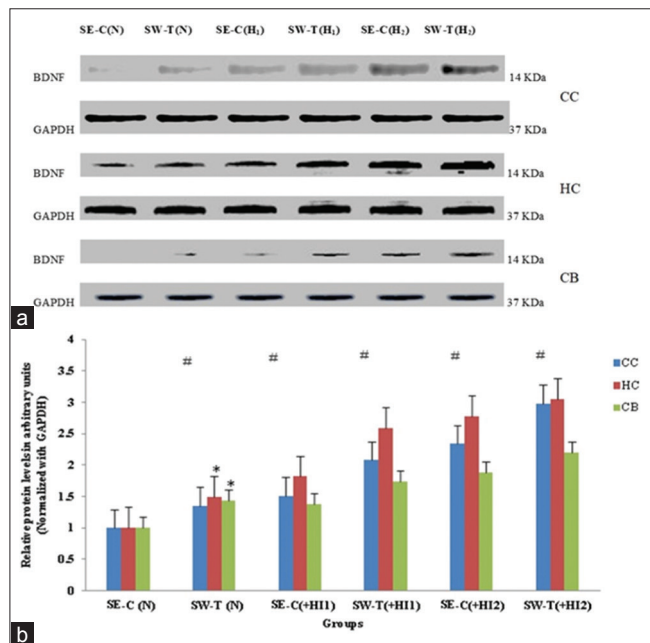 SE-C(N) SW-T(N) SE-C(H₁) SW-T(H₁) SE-C(H₂) SW-T(H₂)
BDNF 14 KDa
CC
GAPDH 37 KDa
BDNF 14 KDa
HC
GAPDH 37 KDa
BDNF 14 KDa
CB
GAPDH 37 KDa
a
Relative protein levels in arbitrary units
(Normalized with GAPDH)
4
3.5
3
2.5
2
1.5
1
0.5
0
# # # # #
* *
CC
HC
CB
SE-C (N) SW-T (N) SE-C(+HI1) SW-T(+HI1) SE-C(+HI2) SW-T(+HI2)
Groups
b